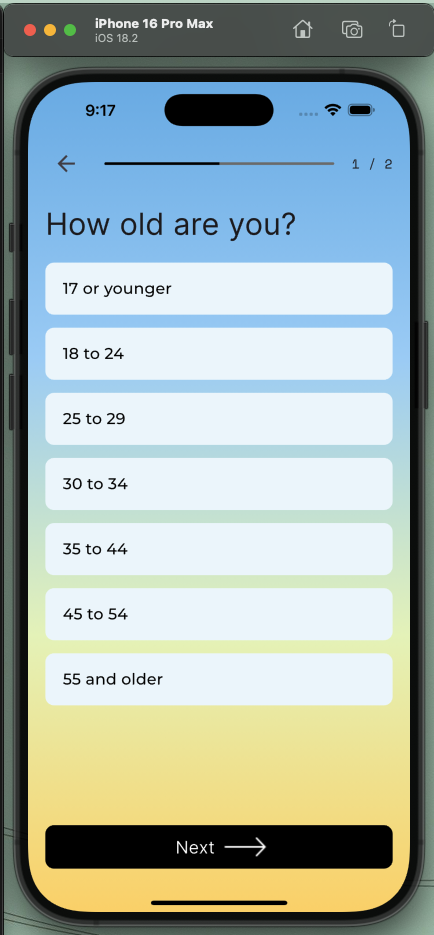 iPhone 16 Pro Max
iOS 18.2
9:17
1 / 2
How old are you?
17 or younger
18 to 24
25 to 29
30 to 34
35 to 44
45 to 54
55 and older
Next